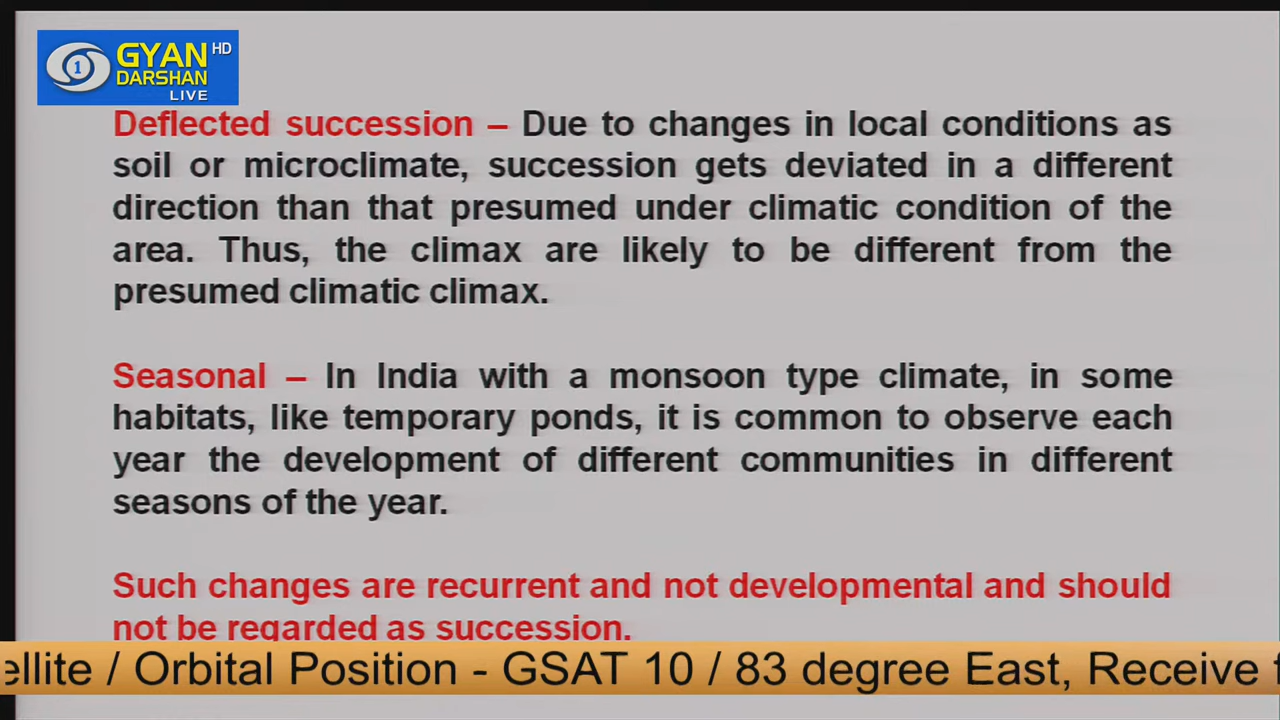 GYAN HD
DARSHAN
1
LIVE
Deflected succession – Due to changes in local conditions as
soil or microclimate, succession gets deviated in a different
direction than that presumed under climatic condition of the
area. Thus, the climax are likely to be different from the
presumed climatic climax.
Seasonal – In India with a monsoon type climate, in some
habitats, like temporary ponds, it is common to observe each
year the development of different communities in different
seasons of the year.
Such changes are recurrent and not developmental and should
not be regarded as succession.
ellite / Orbital Position - GSAT 10 / 83 degree East, Receive f